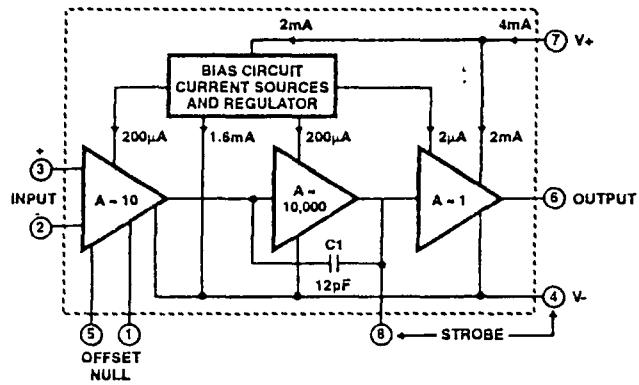 2mA
4mA
7 V+
BIAS CIRCUIT
CURRENT SOURCES
AND REGULATOR
200µA
1.6mA
200µA
2µA
2mA
+
3
INPUT
-
2
A ~ 10
A ~
10,000
A ~ 1
6 OUTPUT
C1
12pF
4 V-
5
1
8
STROBE
OFFSET
NULL